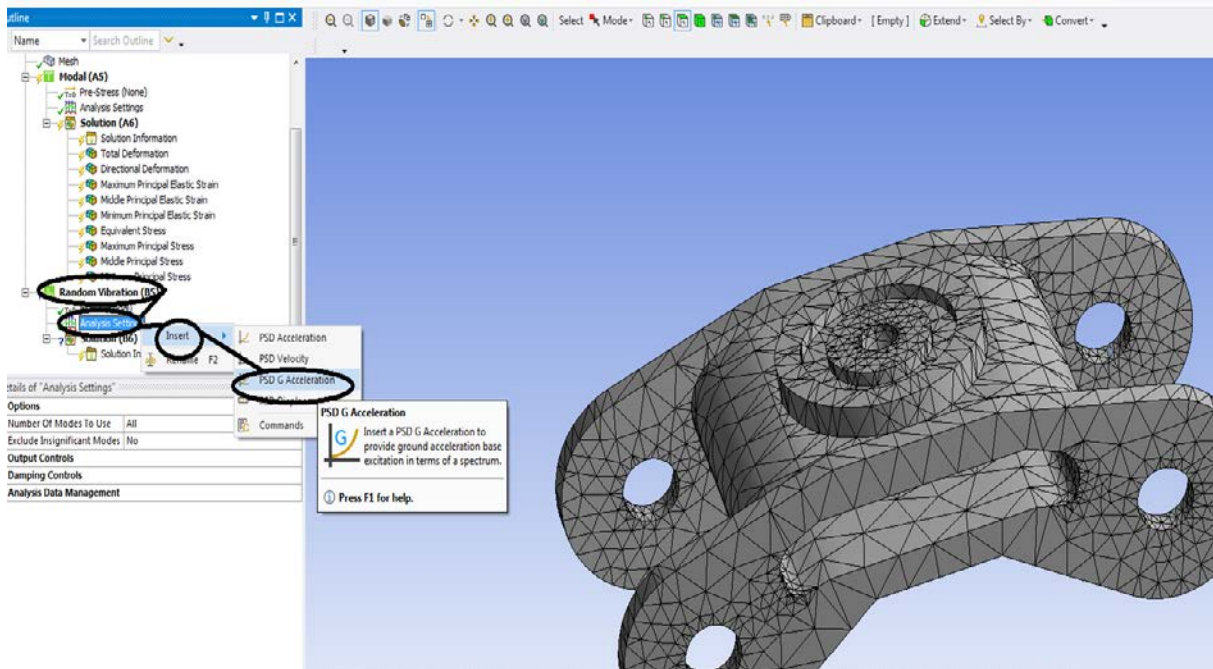 utline
Select Mode Clipboard [Empty] Extend Select By Convert
Name Search Outline
Mesh
Modal (A5)
Pre-Stress (None)
Analysis Settings
Solution (A6)
Solution Information
Total Deformation
Directional Deformation
Maximum Principal Elastic Strain
Middle Principal Elastic Strain
Minimum Principal Elastic Strain
Equivalent Stress
Maximum Principal Stress
Middle Principal Stress
Principal Stress
Random Vibration (B5
Analysis Setti
Insert
PSD Acceleration
Solution (B6)
Solution In
Rename F2
PSD Velocity
PSD G Acceleration
Commands
etails of "Analysis Settings"
Options
Number Of Modes To Use All
Exclude Insignificant Modes No
Output Controls
Damping Controls
Analysis Data Management
PSD G Acceleration
G
Insert a PSD G Acceleration to
provide ground acceleration base
excitation in terms of a spectrum.
Press F1 for help.